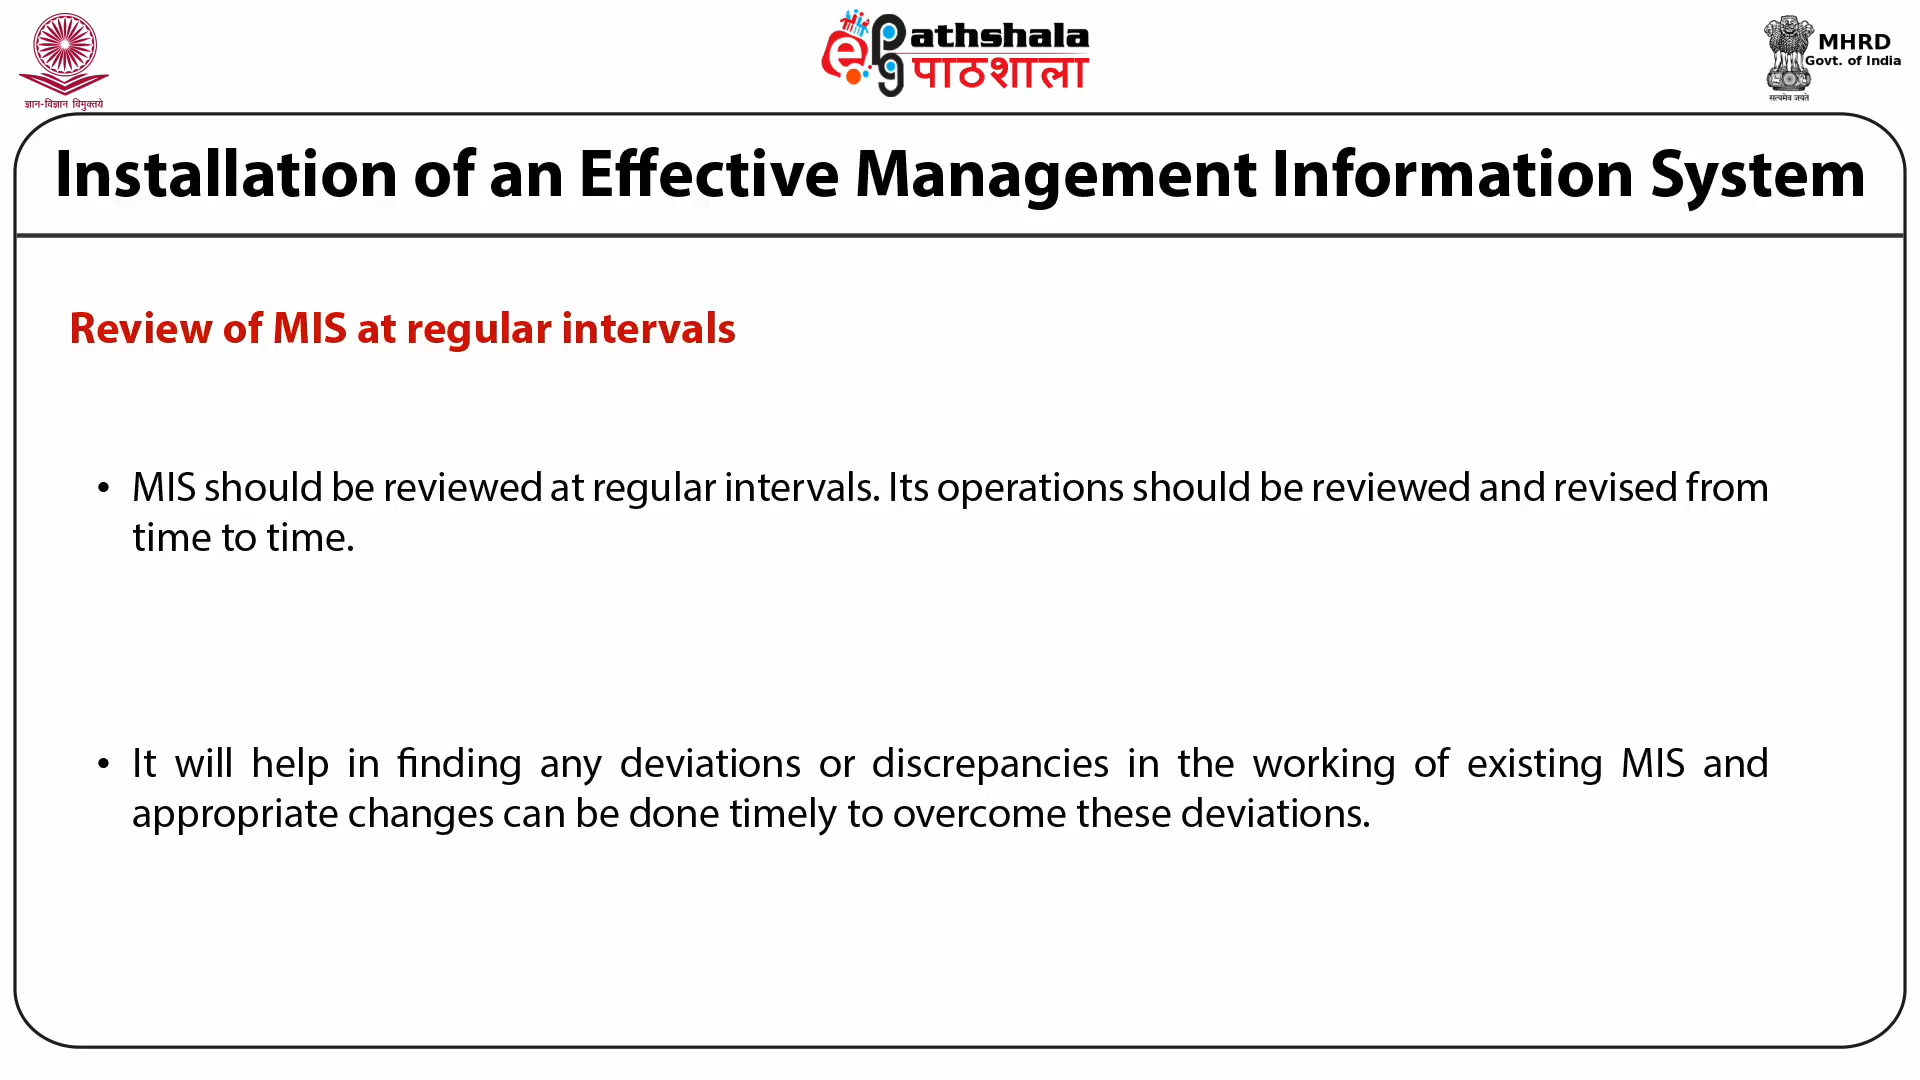 ज्ञान-विज्ञान विमुक्तये
e Pg athshala
पाठशाला
MHRD
Govt. of India
सत्यमेव जयते
Installation of an Effective Management Information System
Review of MIS at regular intervals
• MIS should be reviewed at regular intervals. Its operations should be reviewed and revised from
time to time.
• It will help in finding any deviations or discrepancies in the working of existing MIS and
appropriate changes can be done timely to overcome these deviations.